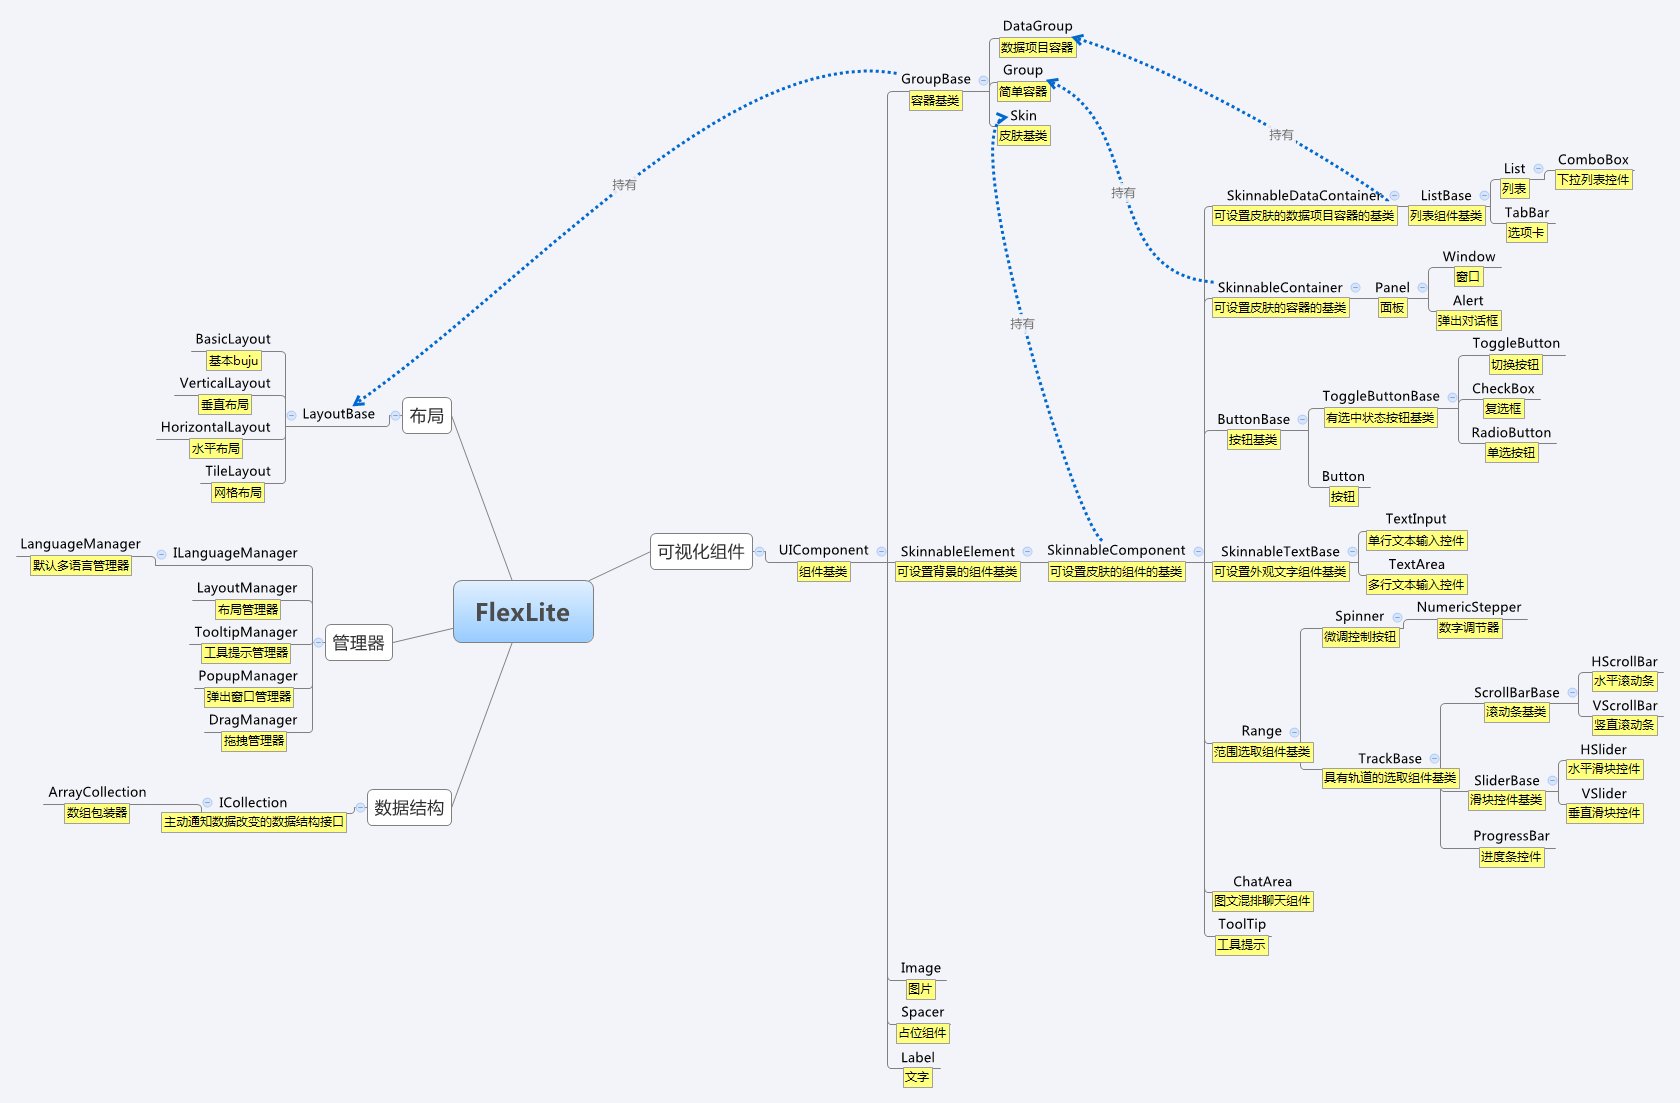 FlexLite
布局
LayoutBase
BasicLayout
基本buju
VerticalLayout
垂直布局
HorizontalLayout
水平布局
TileLayout
网格布局
管理器
ILanguageManager
LanguageManager
默认多语言管理器
LayoutManager
布局管理器
TooltipManager
工具提示管理器
PopupManager
弹出窗口管理器
DragManager
拖拽管理器
数据结构
ICollection
主动通知数据改变的数据结构接口
ArrayCollection
数组包装器
可视化组件
UIComponent
组件基类
GroupBase
容器基类
DataGroup
数据项目容器
Group
简单容器
Skin
皮肤基类
持有
持有
持有
持有
SkinnableElement
可设置背景的组件基类
SkinnableComponent
可设置皮肤的组件的基类
SkinnableDataContainer
可设置皮肤的数据项目容器的基类
ListBase
列表组件基类
List
列表
ComboBox
下拉列表控件
TabBar
选项卡
SkinnableContainer
可设置皮肤的容器的基类
Panel
面板
Window
窗口
Alert
弹出对话框
ButtonBase
按钮基类
ToggleButtonBase
有选中状态按钮基类
ToggleButton
切换按钮
CheckBox
复选框
RadioButton
单选按钮
Button
按钮
SkinnableTextBase
可设置外观文字组件基类
TextInput
单行文本输入控件
TextArea
多行文本输入控件
Range
范围选取组件基类
Spinner
微调控制按钮
NumericStepper
数字调节器
TrackBase
具有轨道的选取组件基类
ScrollBarBase
滚动条基类
HScrollBar
水平滚动条
VScrollBar
竖直滚动条
SliderBase
滑块控件基类
HSlider
水平滑块控件
VSlider
垂直滑块控件
ProgressBar
进度条控件
ChatArea
图文混排聊天组件
ToolTip
工具提示
Image
图片
Spacer
占位组件
Label
文字